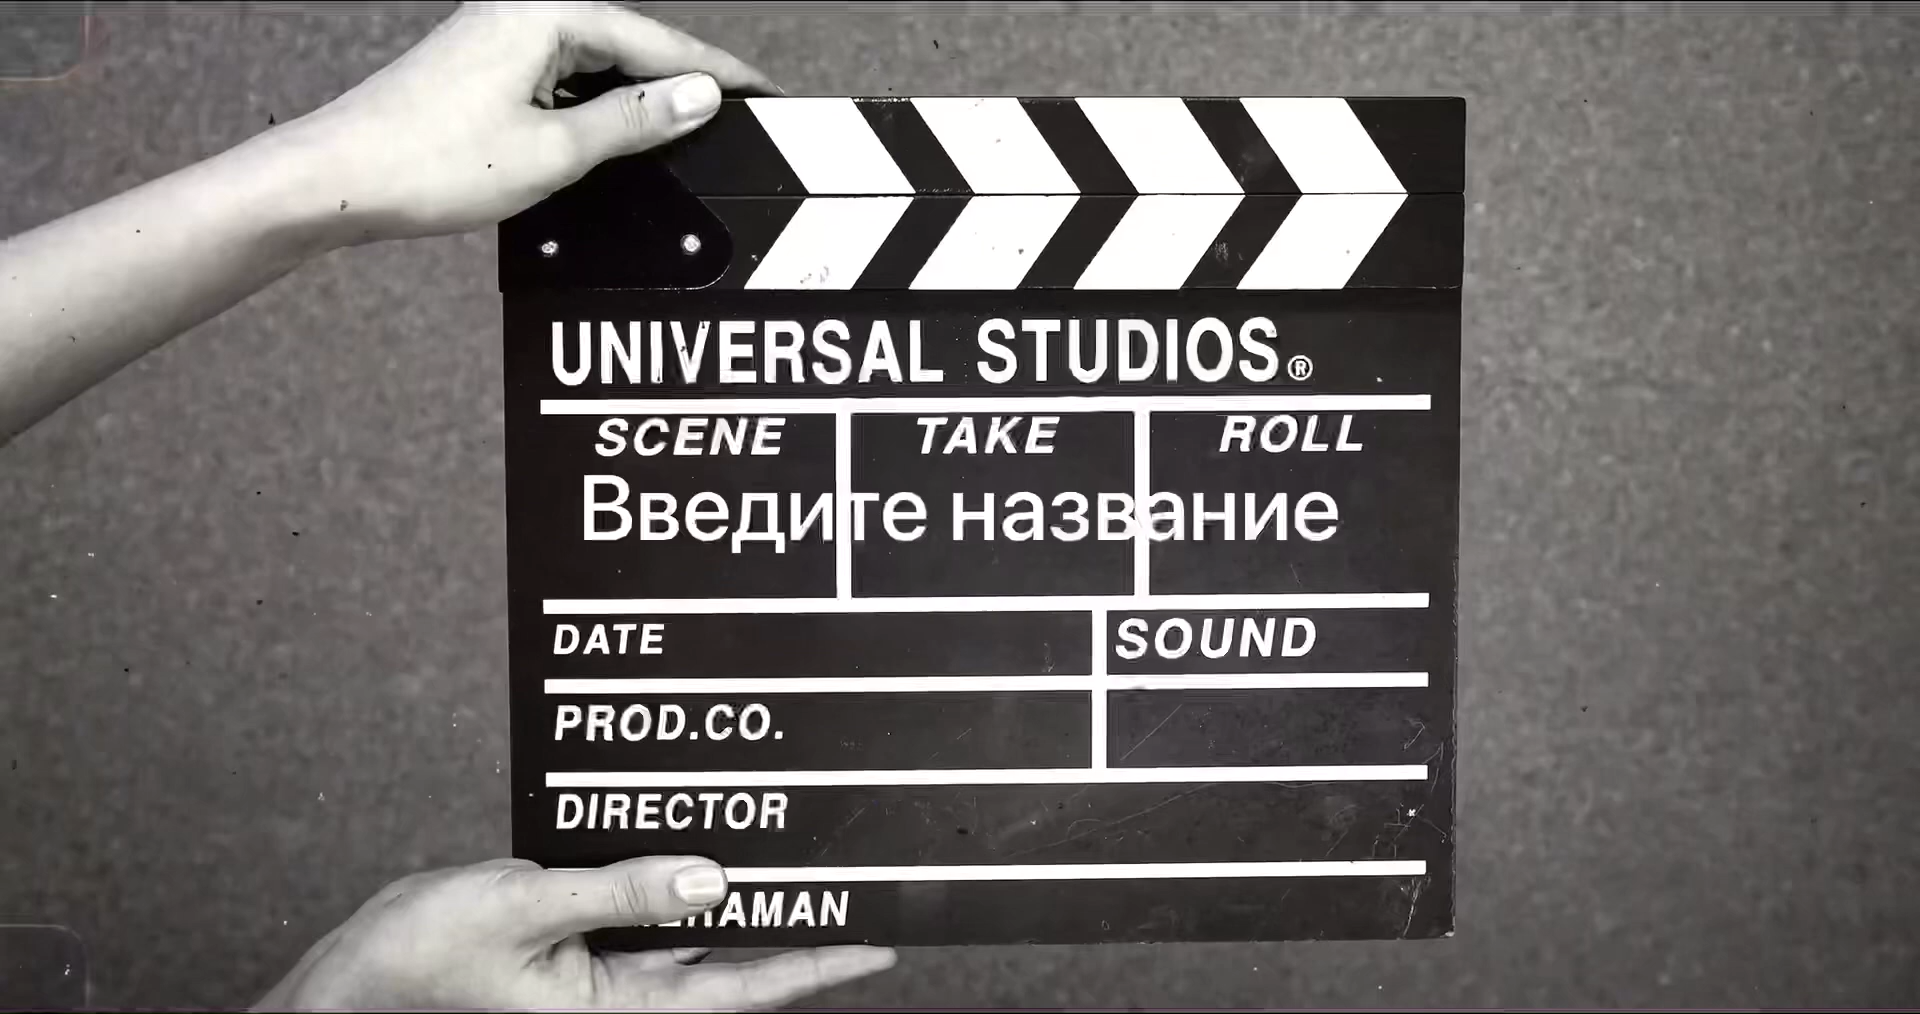 UNIVERSAL STUDIOS®
SCENE TAKE ROLL
Введите название
DATE SOUND
PROD.CO.
DIRECTOR